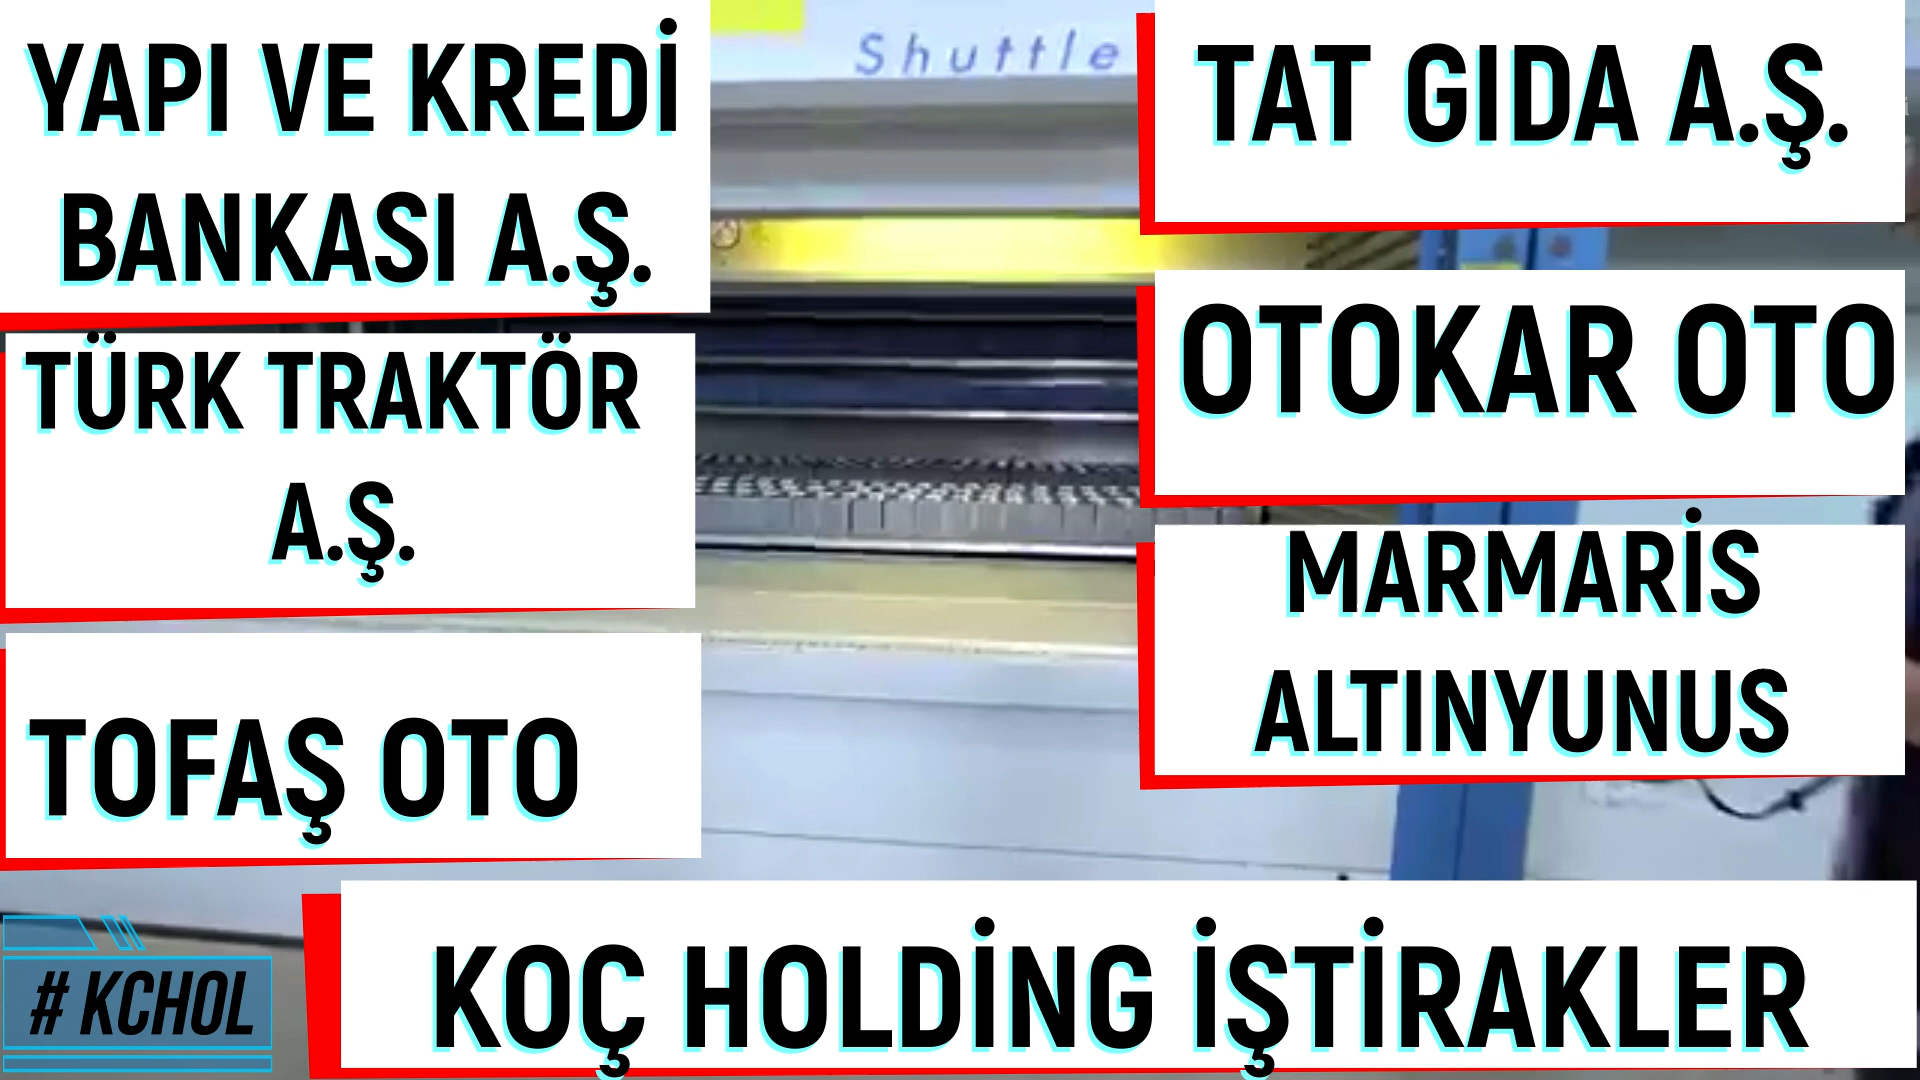 YAPI VE KREDİ
BANKASI A.Ş.
TÜRK TRAKTÖR
A.Ş.
TOFAŞ OTO
Shuttle
TAT GIDA A.Ş.
OTOKAR OTO
MARMARİS
ALTINYUNUS
# KCHOL
KOÇ HOLDİNG İŞTİRAKLER